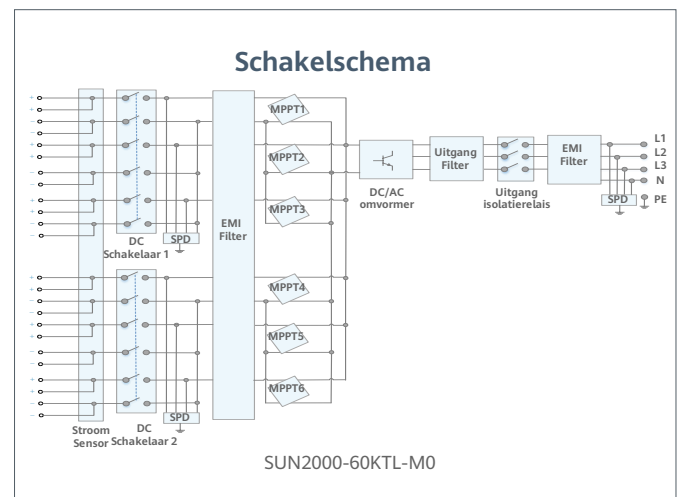 Schakelschema
MPPT1
MPPT2
MPPT3
EMI
Filter
DC
Schakelaar 1
SPD
DC/AC
omvormer
Uitgang
Filter
Uitgang
isolatierelais
EMI
Filter
L1
L2
L3
N
PE
SPD
MPPT4
MPPT5
MPPT6
Stroom
Sensor
DC
Schakelaar 2
SPD
SUN2000-60KTL-M0